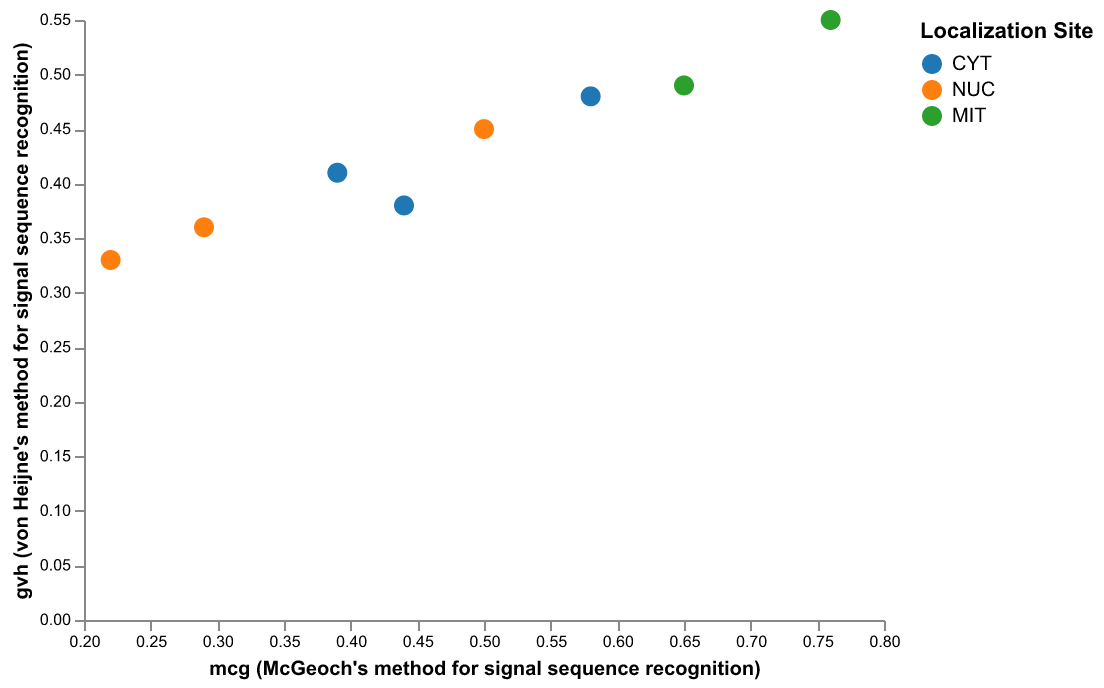 0.55
0.50
0.45
0.40
0.35
0.30
0.25
0.20
0.15
0.10
0.05
0.00
gvh (von Heijne's method for signal sequence recognition)
0.20 0.25 0.30 0.35 0.40 0.45 0.50 0.55 0.60 0.65 0.70 0.75 0.80
mcg (McGeoch's method for signal sequence recognition)
Localization Site
CYT
NUC
MIT